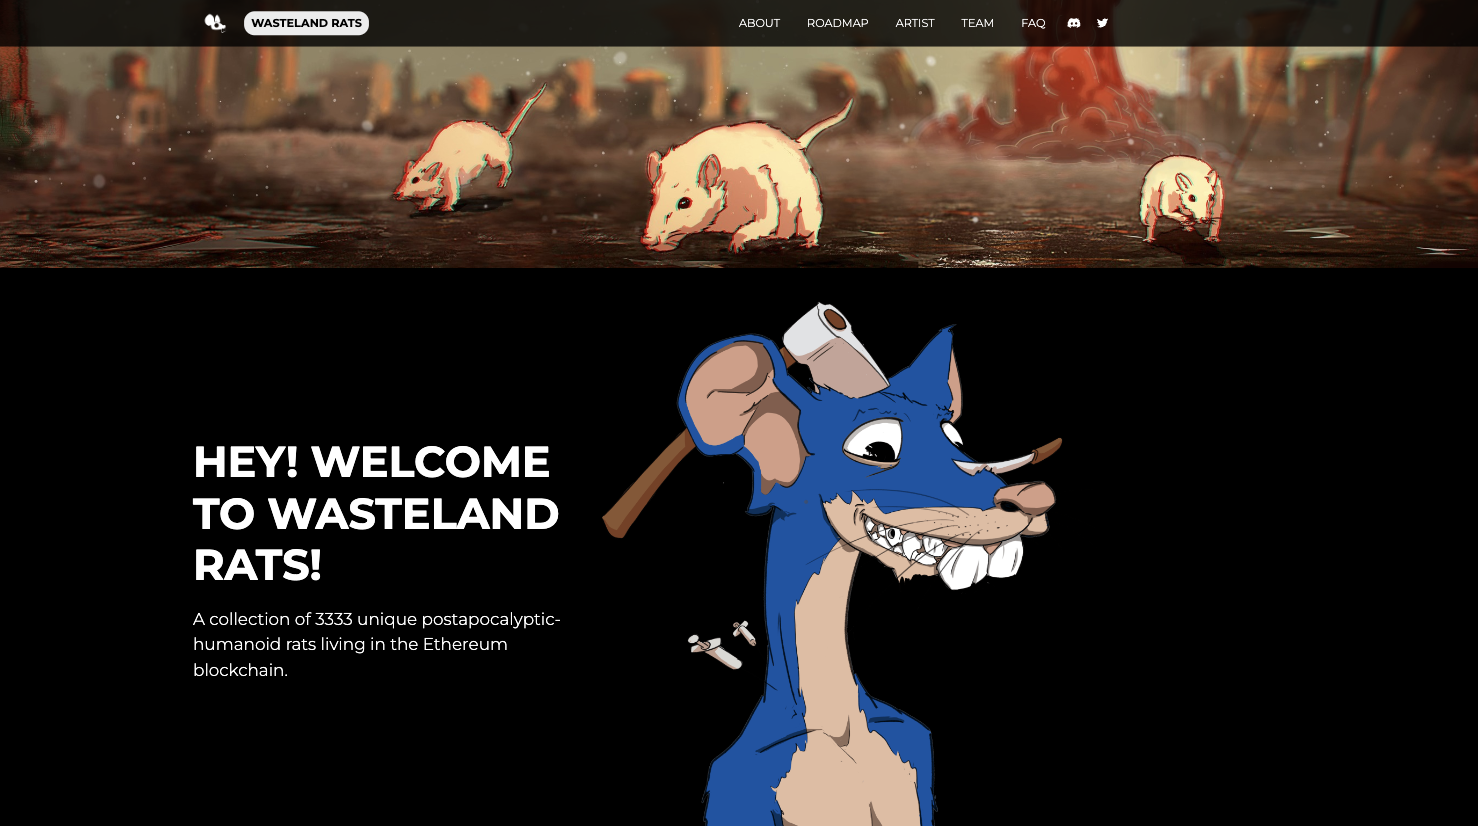 WASTELAND RATS
ABOUT ROADMAP ARTIST TEAM FAQ
HEY! WELCOME
TO WASTELAND
RATS!
A collection of 3333 unique postapocalyptic-
humanoid rats living in the Ethereum
blockchain.